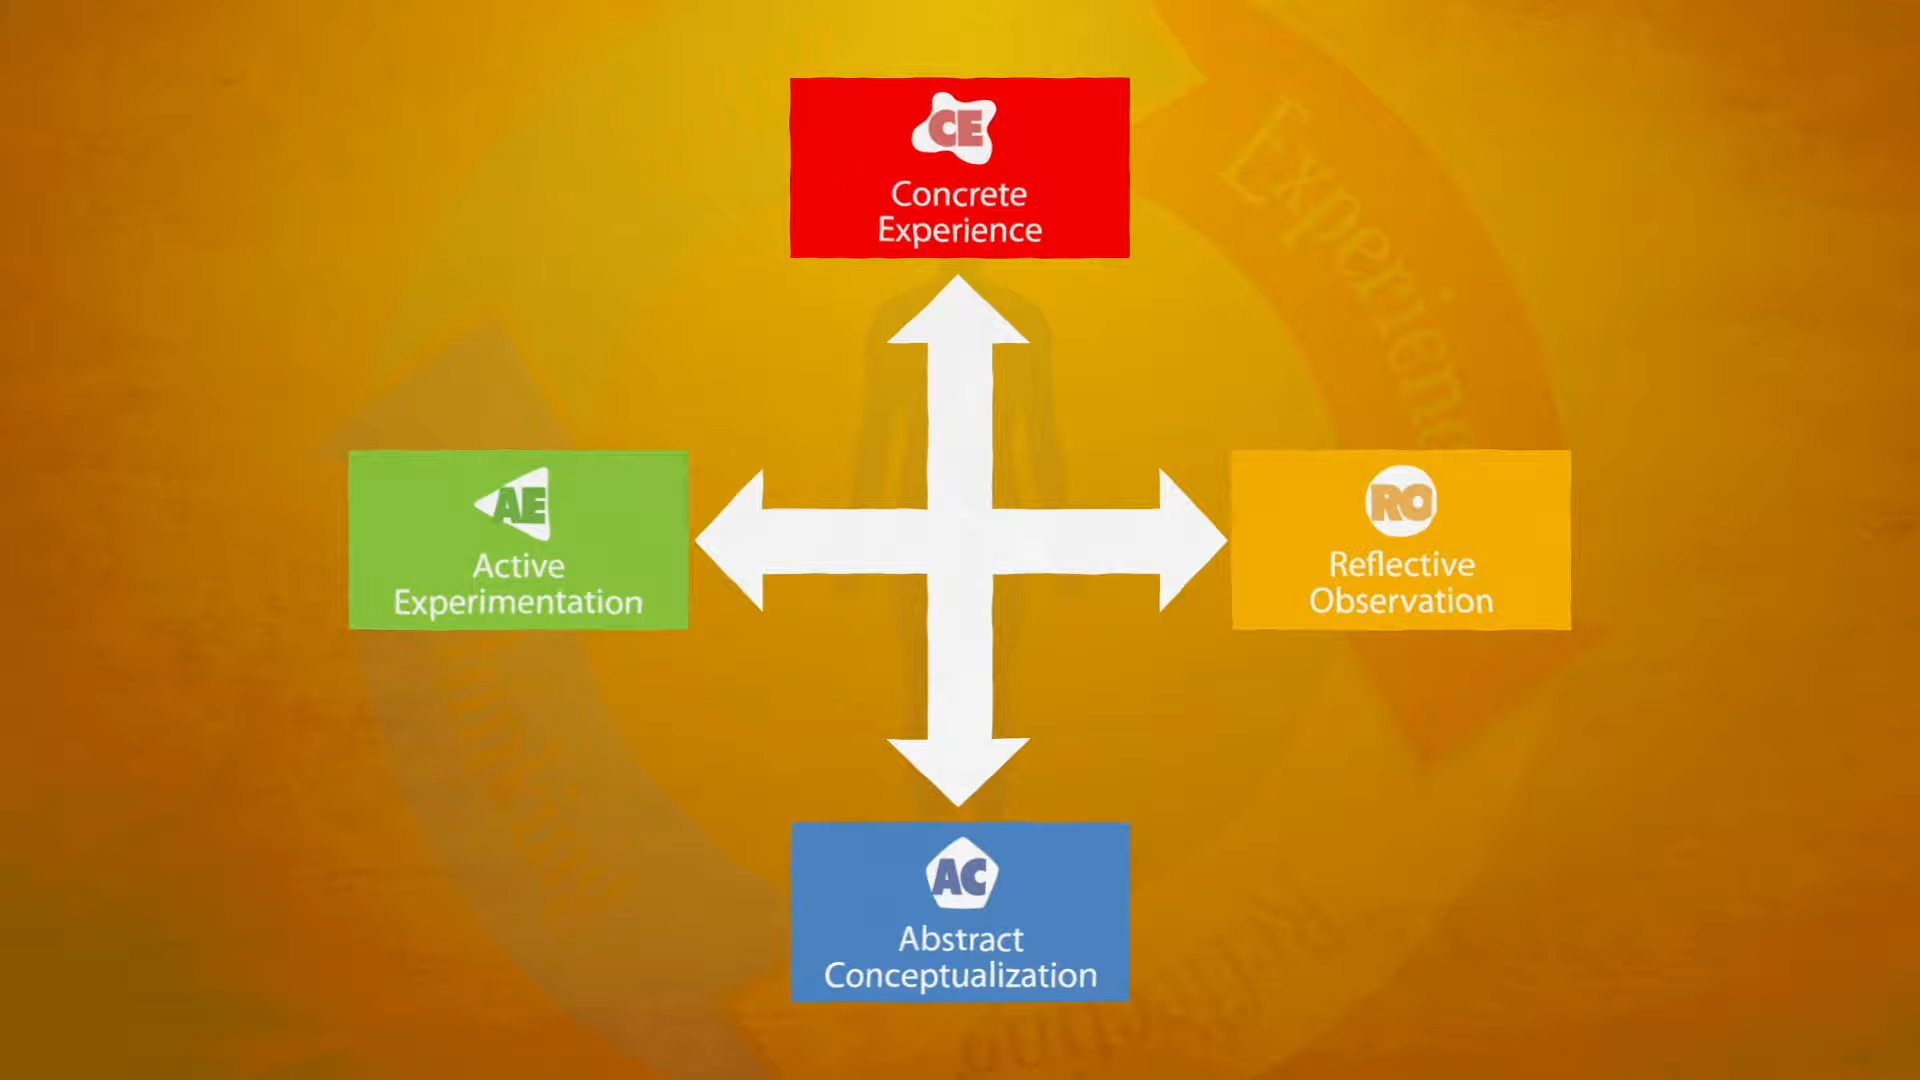 CE
Concrete
Experience
AE
Active
Experimentation
RO
Reflective
Observation
AC
Abstract
Conceptualization